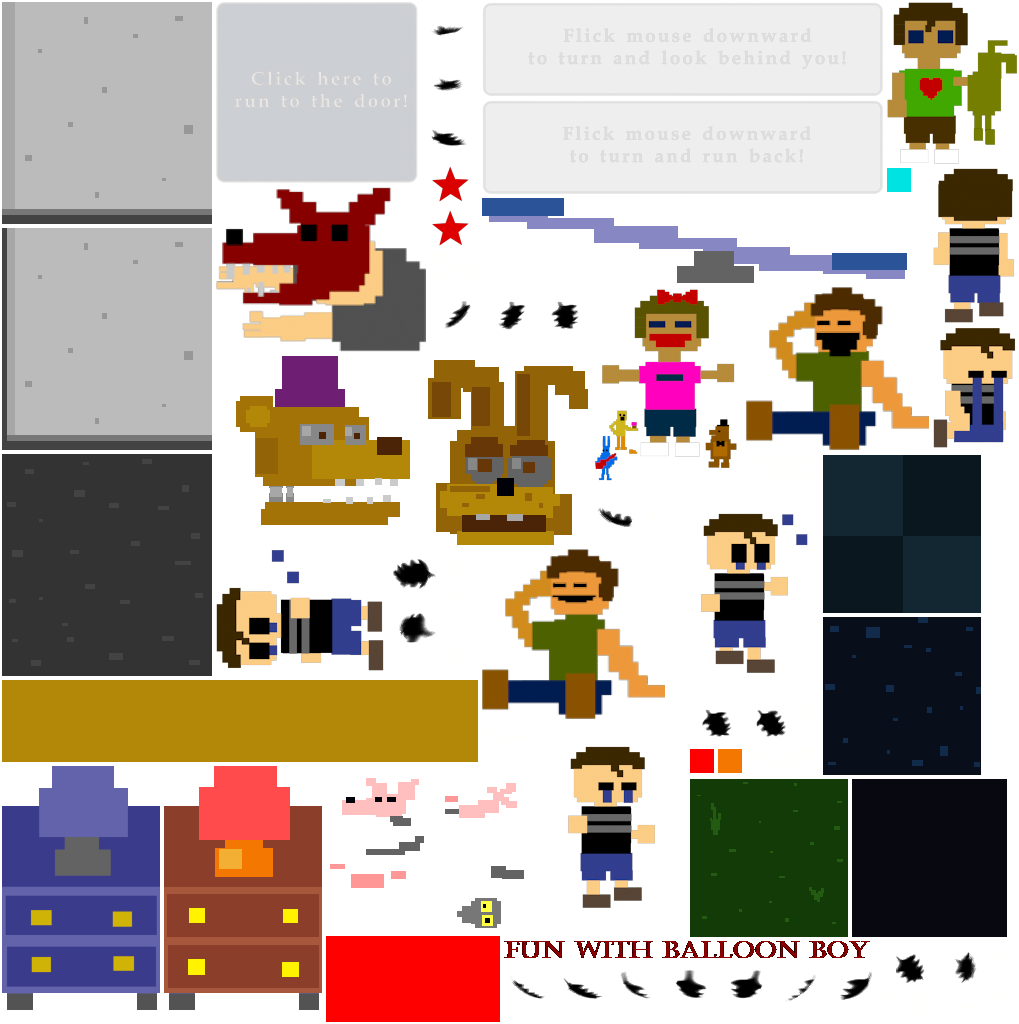 Click here to
run to the door!
Flick mouse downward
to turn and look behind you!
Flick mouse downward
to turn and run back!
FUN WITH BALLOON BOY